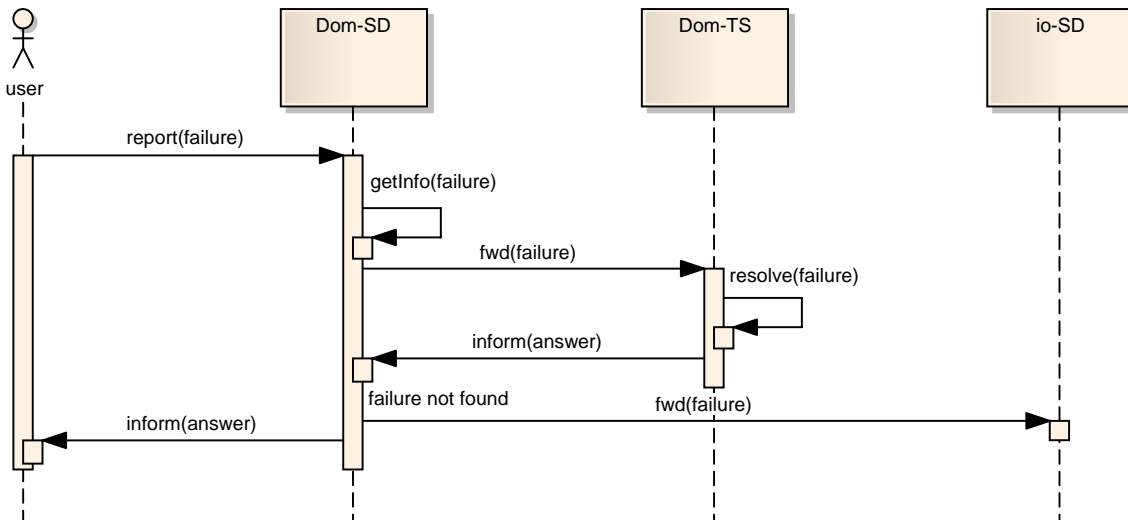 Dom-SD
Dom-TS
io-SD
user
report(failure)
getInfo(failure)
fwd(failure)
resolve(failure)
inform(answer)
failure not found
fwd(failure)
inform(answer)